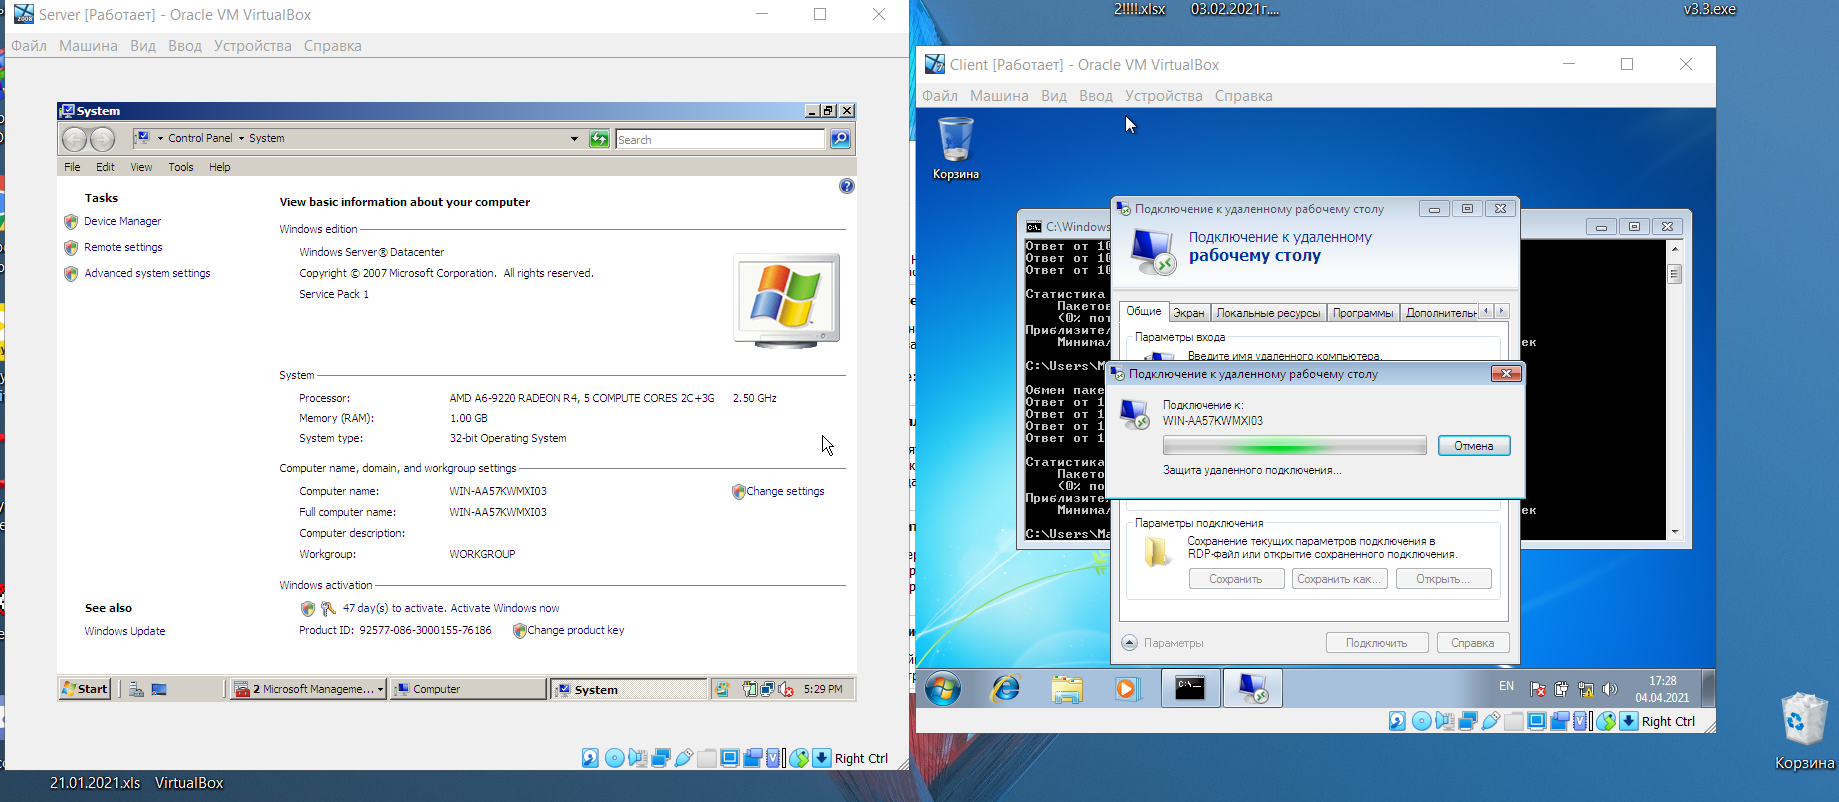 Server [Работает] - Oracle VM VirtualBox
Файл Машина Вид Ввод Устройства Справка
System
Control Panel System
Search
File Edit View Tools Help
Tasks
Device Manager
Remote settings
Advanced system settings
See also
Windows Update
View basic information about your computer
Windows edition
Windows Server® Datacenter
Copyright © 2007 Microsoft Corporation. All rights reserved.
Service Pack 1
System
Processor: AMD A6-9220 RADEON R4, 5 COMPUTE CORES 2C+3G 2.50 GHz
Memory (RAM): 1.00 GB
System type: 32-bit Operating System
Computer name, domain, and workgroup settings
Computer name: WIN-AA57KWMXI03
Change settings
Full computer name: WIN-AA57KWMXI03
Computer description:
Workgroup: WORKGROUP
Windows activation
47 day(s) to activate. Activate Windows now
Product ID: 92577-086-3000155-76186 Change product key
Start 2 Microsoft Manageme... Computer System 5:29 PM
Right Ctrl
21.01.2021.xls VirtualBox
2!!!!.xlsx 03.02.2021г.... v3.3.exe
Client [Работает] - Oracle VM VirtualBox
Файл Машина Вид Ввод Устройства Справка
Корзина
C:\Windows
Ответ от 10
Ответ от 10
Ответ от 10
Статистика
Пакетов
(0% пот
Приблизител
Минимал
ек
C:\Users\Ma
Обмен паке
Ответ от 1
Ответ от 1
Ответ от 1
Ответ от 1
Статистика
Пакето
(0% по
Приблизител
Минимал
ек
C:\Users\Ma
Подключение к удаленному рабочему столу
Подключение к удаленному
рабочему столу
Общие Экран Локальные ресурсы Программы Дополнительн
Параметры входа
Введите имя удаленного компьютера.
Подключение к удаленному рабочему столу
Подключение к:
WIN-AA57KWMXI03
Отмена
Защита удаленного подключения...
Параметры подключения
Сохранение текущих параметров подключения в
RDP-файл или открытие сохраненного подключения.
Сохранить Сохранить как... Открыть...
Параметры Подключить Справка
EN 17:28
04.04.2021
Right Ctrl
Корзина